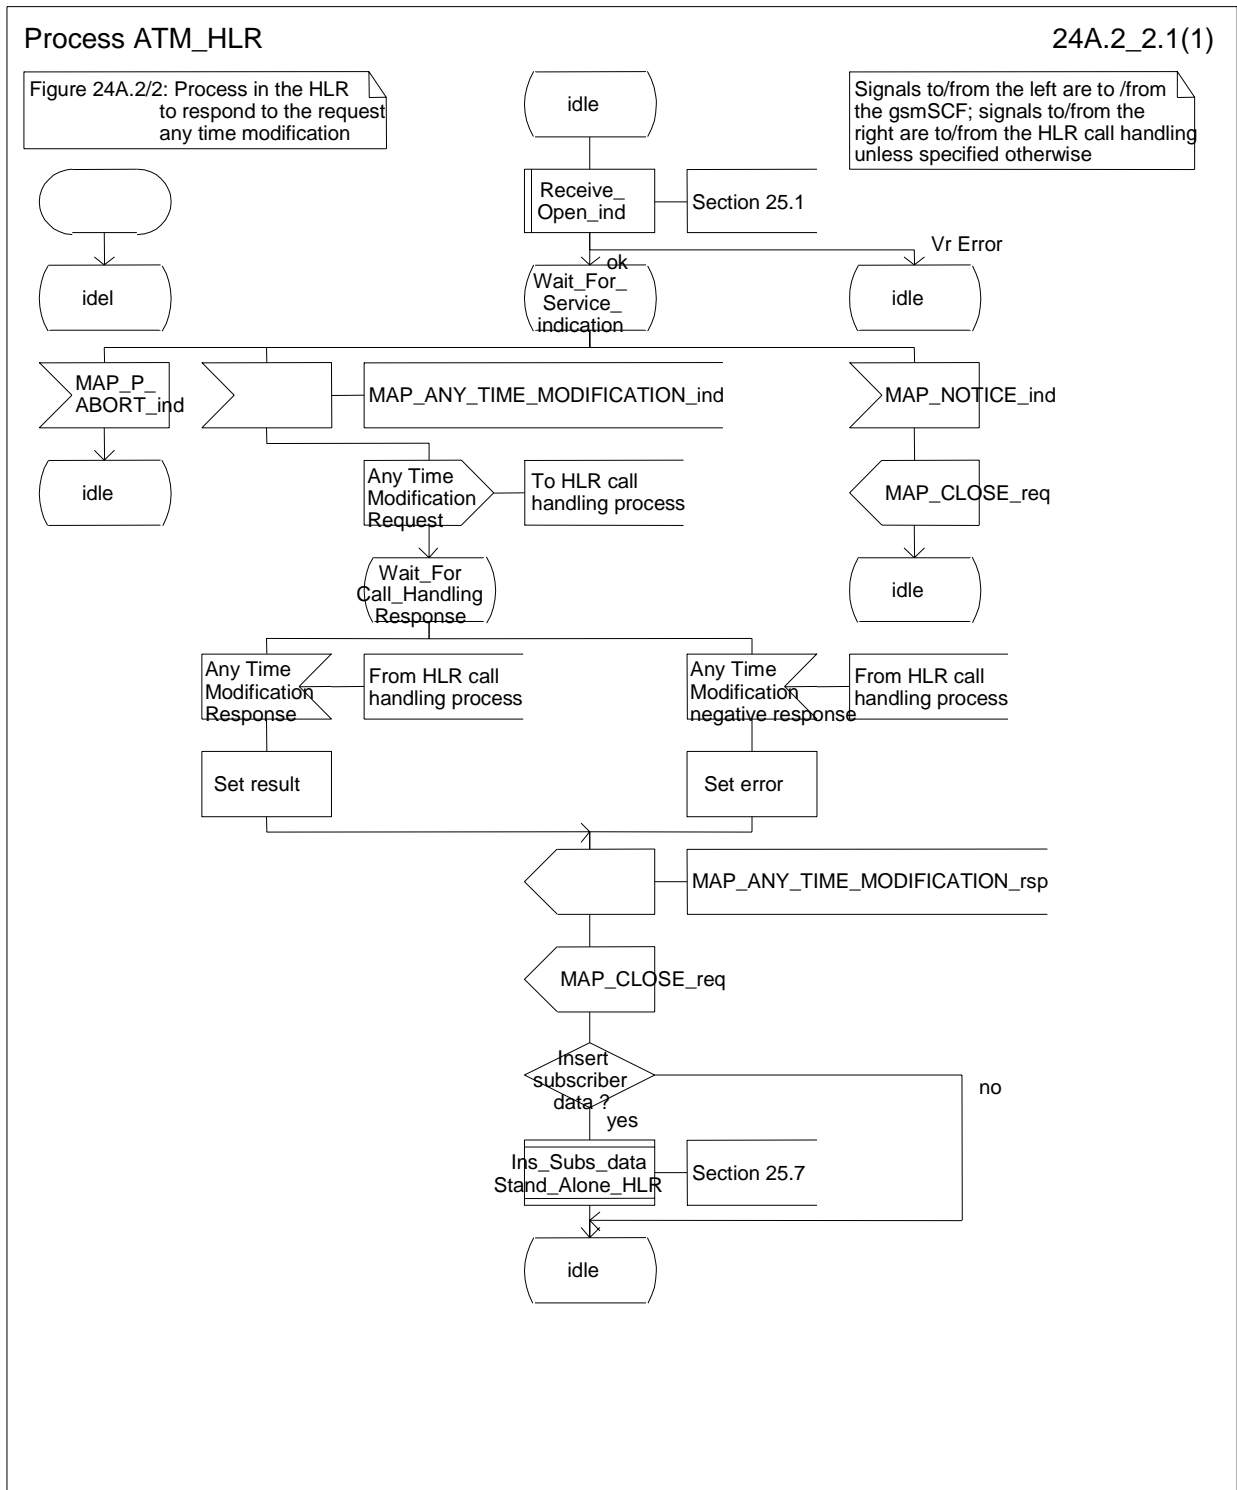 Process ATM_HLR
24A.2_2.1(1)
Figure 24A.2/2: Process in the HLR
to respond to the request
any time modification
idle
Signals to/from the left are to /from
the gsmSCF; signals to/from the
right are to/from the HLR call handling
unless specified otherwise
Receive_
Open_ind
Section 25.1
Vr Error
ok
idel
Wait_For_
Service_
indication
idle
MAP_P_
ABORT_ind
MAP_ANY_TIME_MODIFICATION_ind
MAP_NOTICE_ind
idle
Any Time
Modification
Request
To HLR call
handling process
MAP_CLOSE_req
Wait_For
Call_Handling
Response
idle
Any Time
Modification
Response
From HLR call
handling process
Any Time
Modification
negative response
From HLR call
handling process
Set result
Set error
MAP_ANY_TIME_MODIFICATION_rsp
MAP_CLOSE_req
Insert
subscriber
data ?
no
yes
Ins_Subs_data
Stand_Alone_HLR
Section 25.7
idle